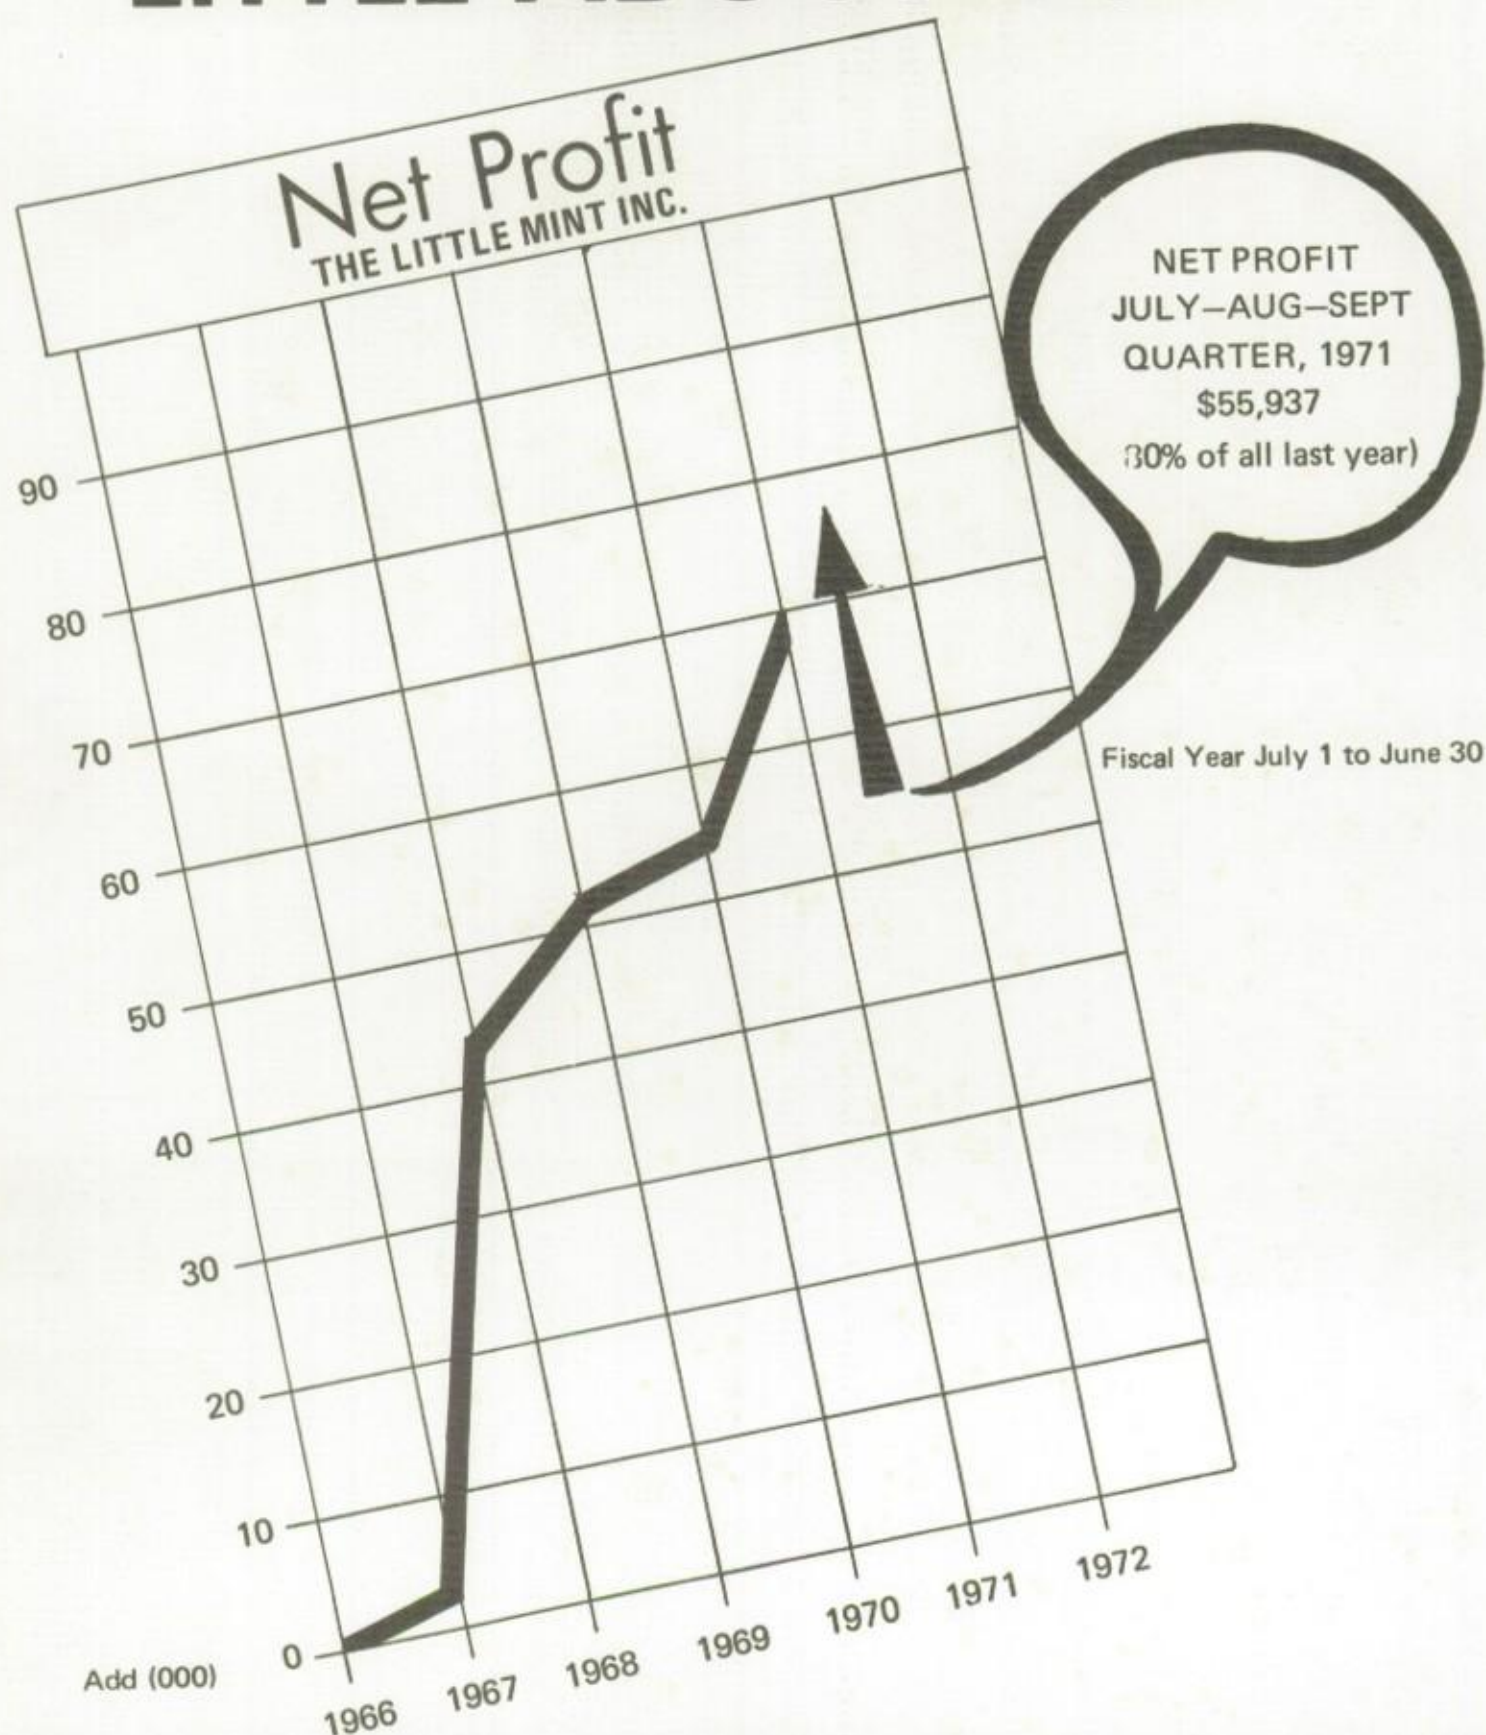 Net Profit
THE LITTLE MINT INC.
NET PROFIT
JULY–AUG–SEPT
QUARTER, 1971
$55,937
80% of all last year)
90
80
70
60
50
40
30
20
10
0
Fiscal Year July 1 to June 30
Add (000)
1966
1967
1968
1969
1970
1971
1972